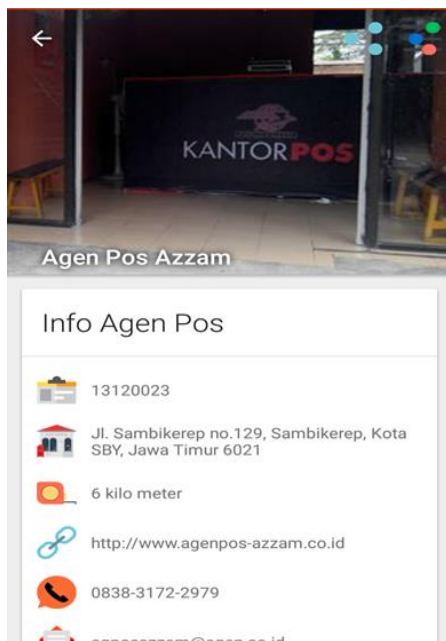 KANTORPOS
Agen Pos Azzam
Info Agen Pos
13120023
Jl. Sambikerep no.129, Sambikerep, Kota
SBY, Jawa Timur 6021
6 kilo meter
http://www.agenpos-azzam.co.id
0838-3172-2979